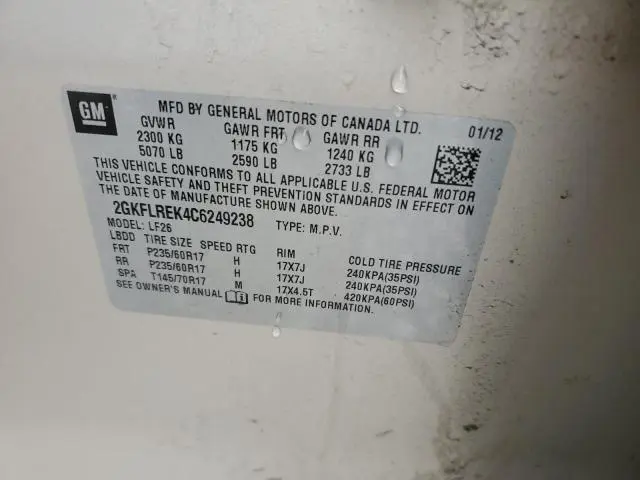 GM
MFD BY GENERAL MOTORS OF CANADA LTD. 01/12
GVWR GAWR FRT GAWR RR
2300 KG 1175 KG 1240 KG
5070 LB 2590 LB 2733 LB
THIS VEHICLE CONFORMS TO ALL APPLICABLE U.S. FEDERAL MOTOR
VEHICLE SAFETY AND THEFT PREVENTION STANDARDS IN EFFECT ON
THE DATE OF MANUFACTURE SHOWN ABOVE.
2GKFLREK4C6249238 TYPE: M.P.V.
MODEL: LF26
LBDD TIRE SIZE SPEED RTG RIM COLD TIRE PRESSURE
FRT P235/60R17 H 17X7J 240KPA(35PSI)
RR P235/60R17 H 17X7J 240KPA(35PSI)
SPA T145/70R17 M 17X4.5T 420KPA(60PSI)
SEE OWNER'S MANUAL FOR MORE INFORMATION.